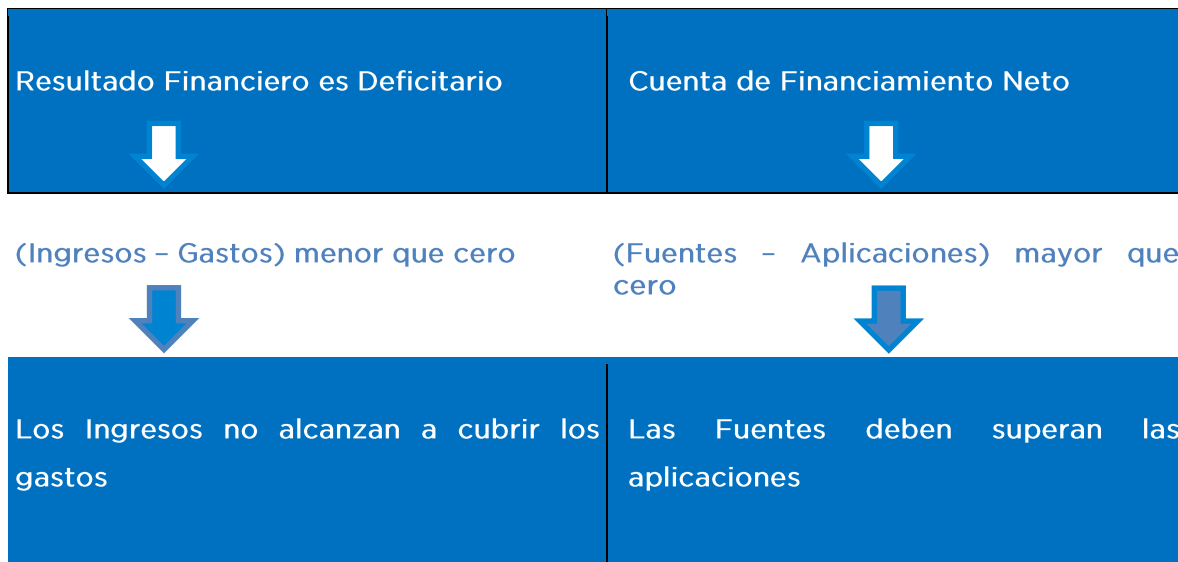 Resultado Financiero es Deficitario
Cuenta de Financiamiento Neto
(Ingresos – Gastos) menor que cero
(Fuentes – Aplicaciones) mayor que
cero
Los Ingresos no alcanzan a cubrir los
gastos
Las Fuentes deben superan las
aplicaciones